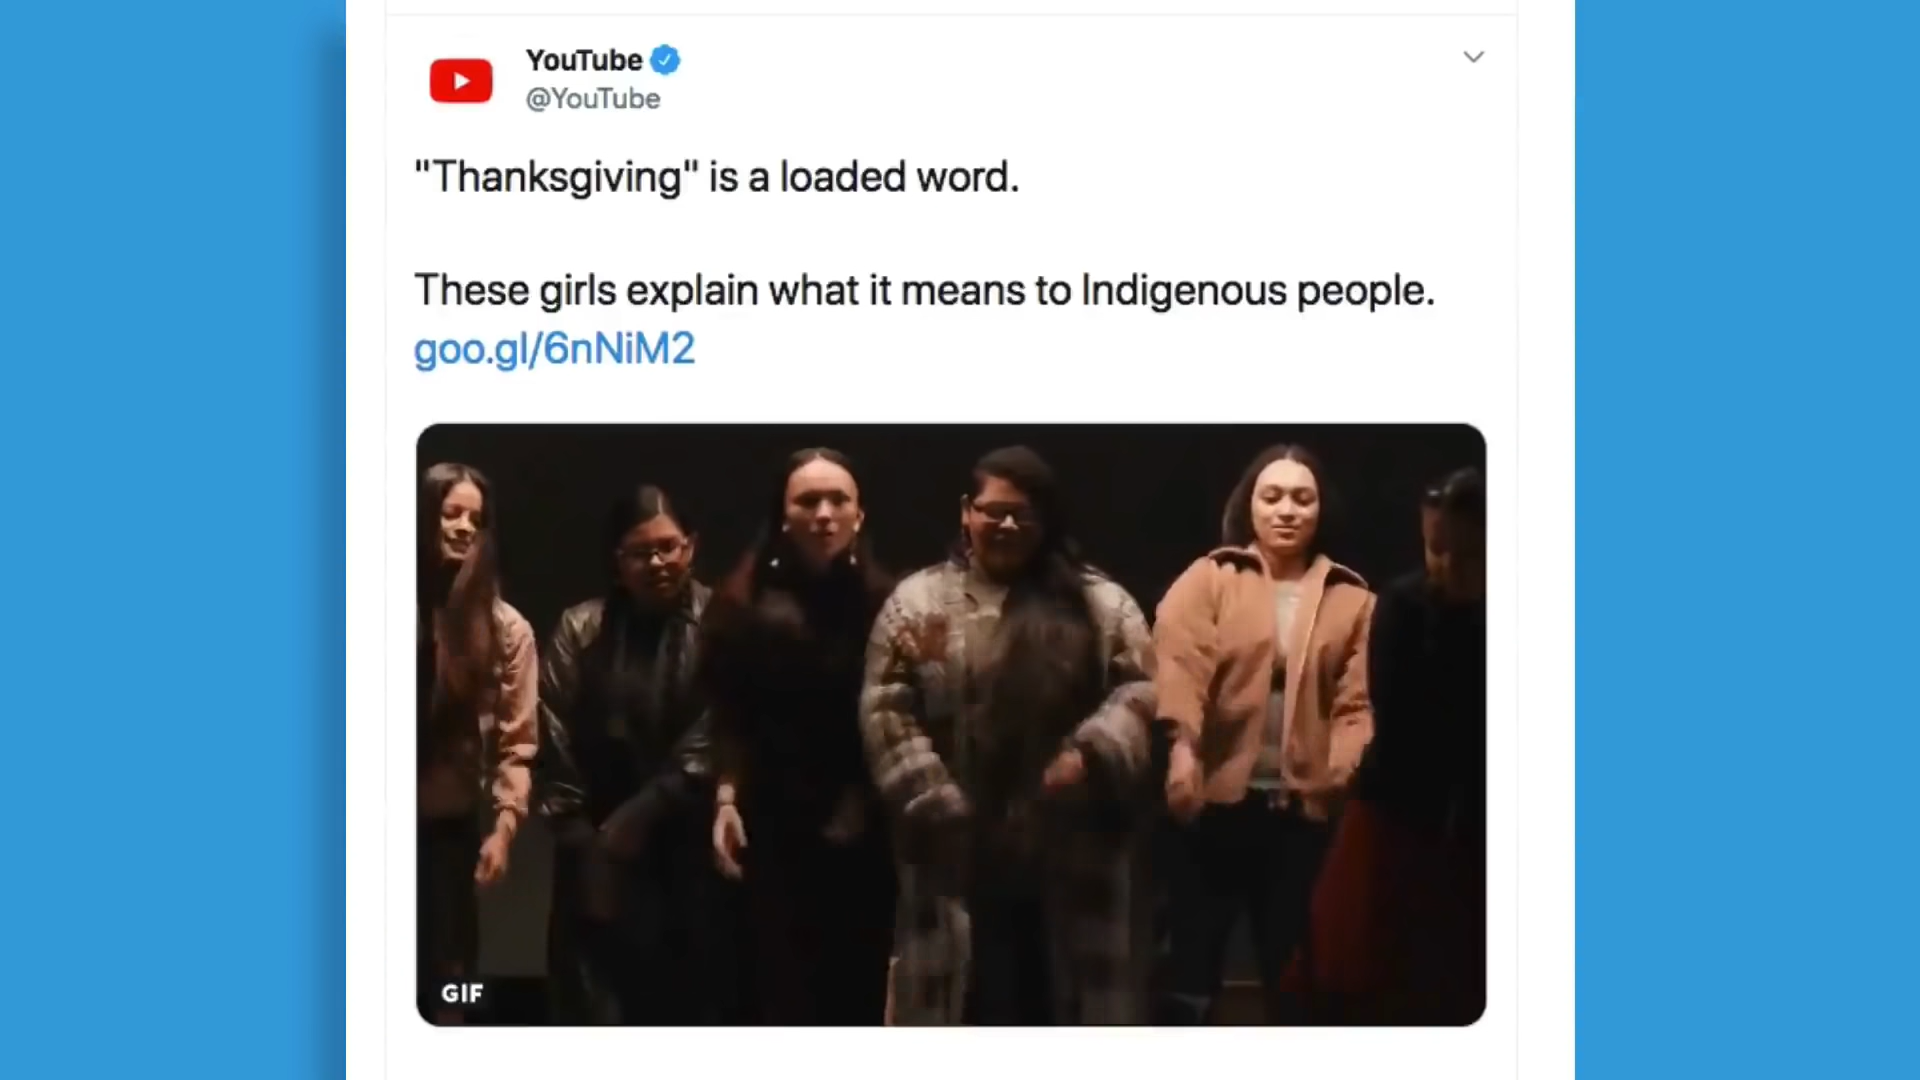 YouTube
@YouTube
"Thanksgiving" is a loaded word.
These girls explain what it means to Indigenous people.
goo.gl/6nNiM2
GIF